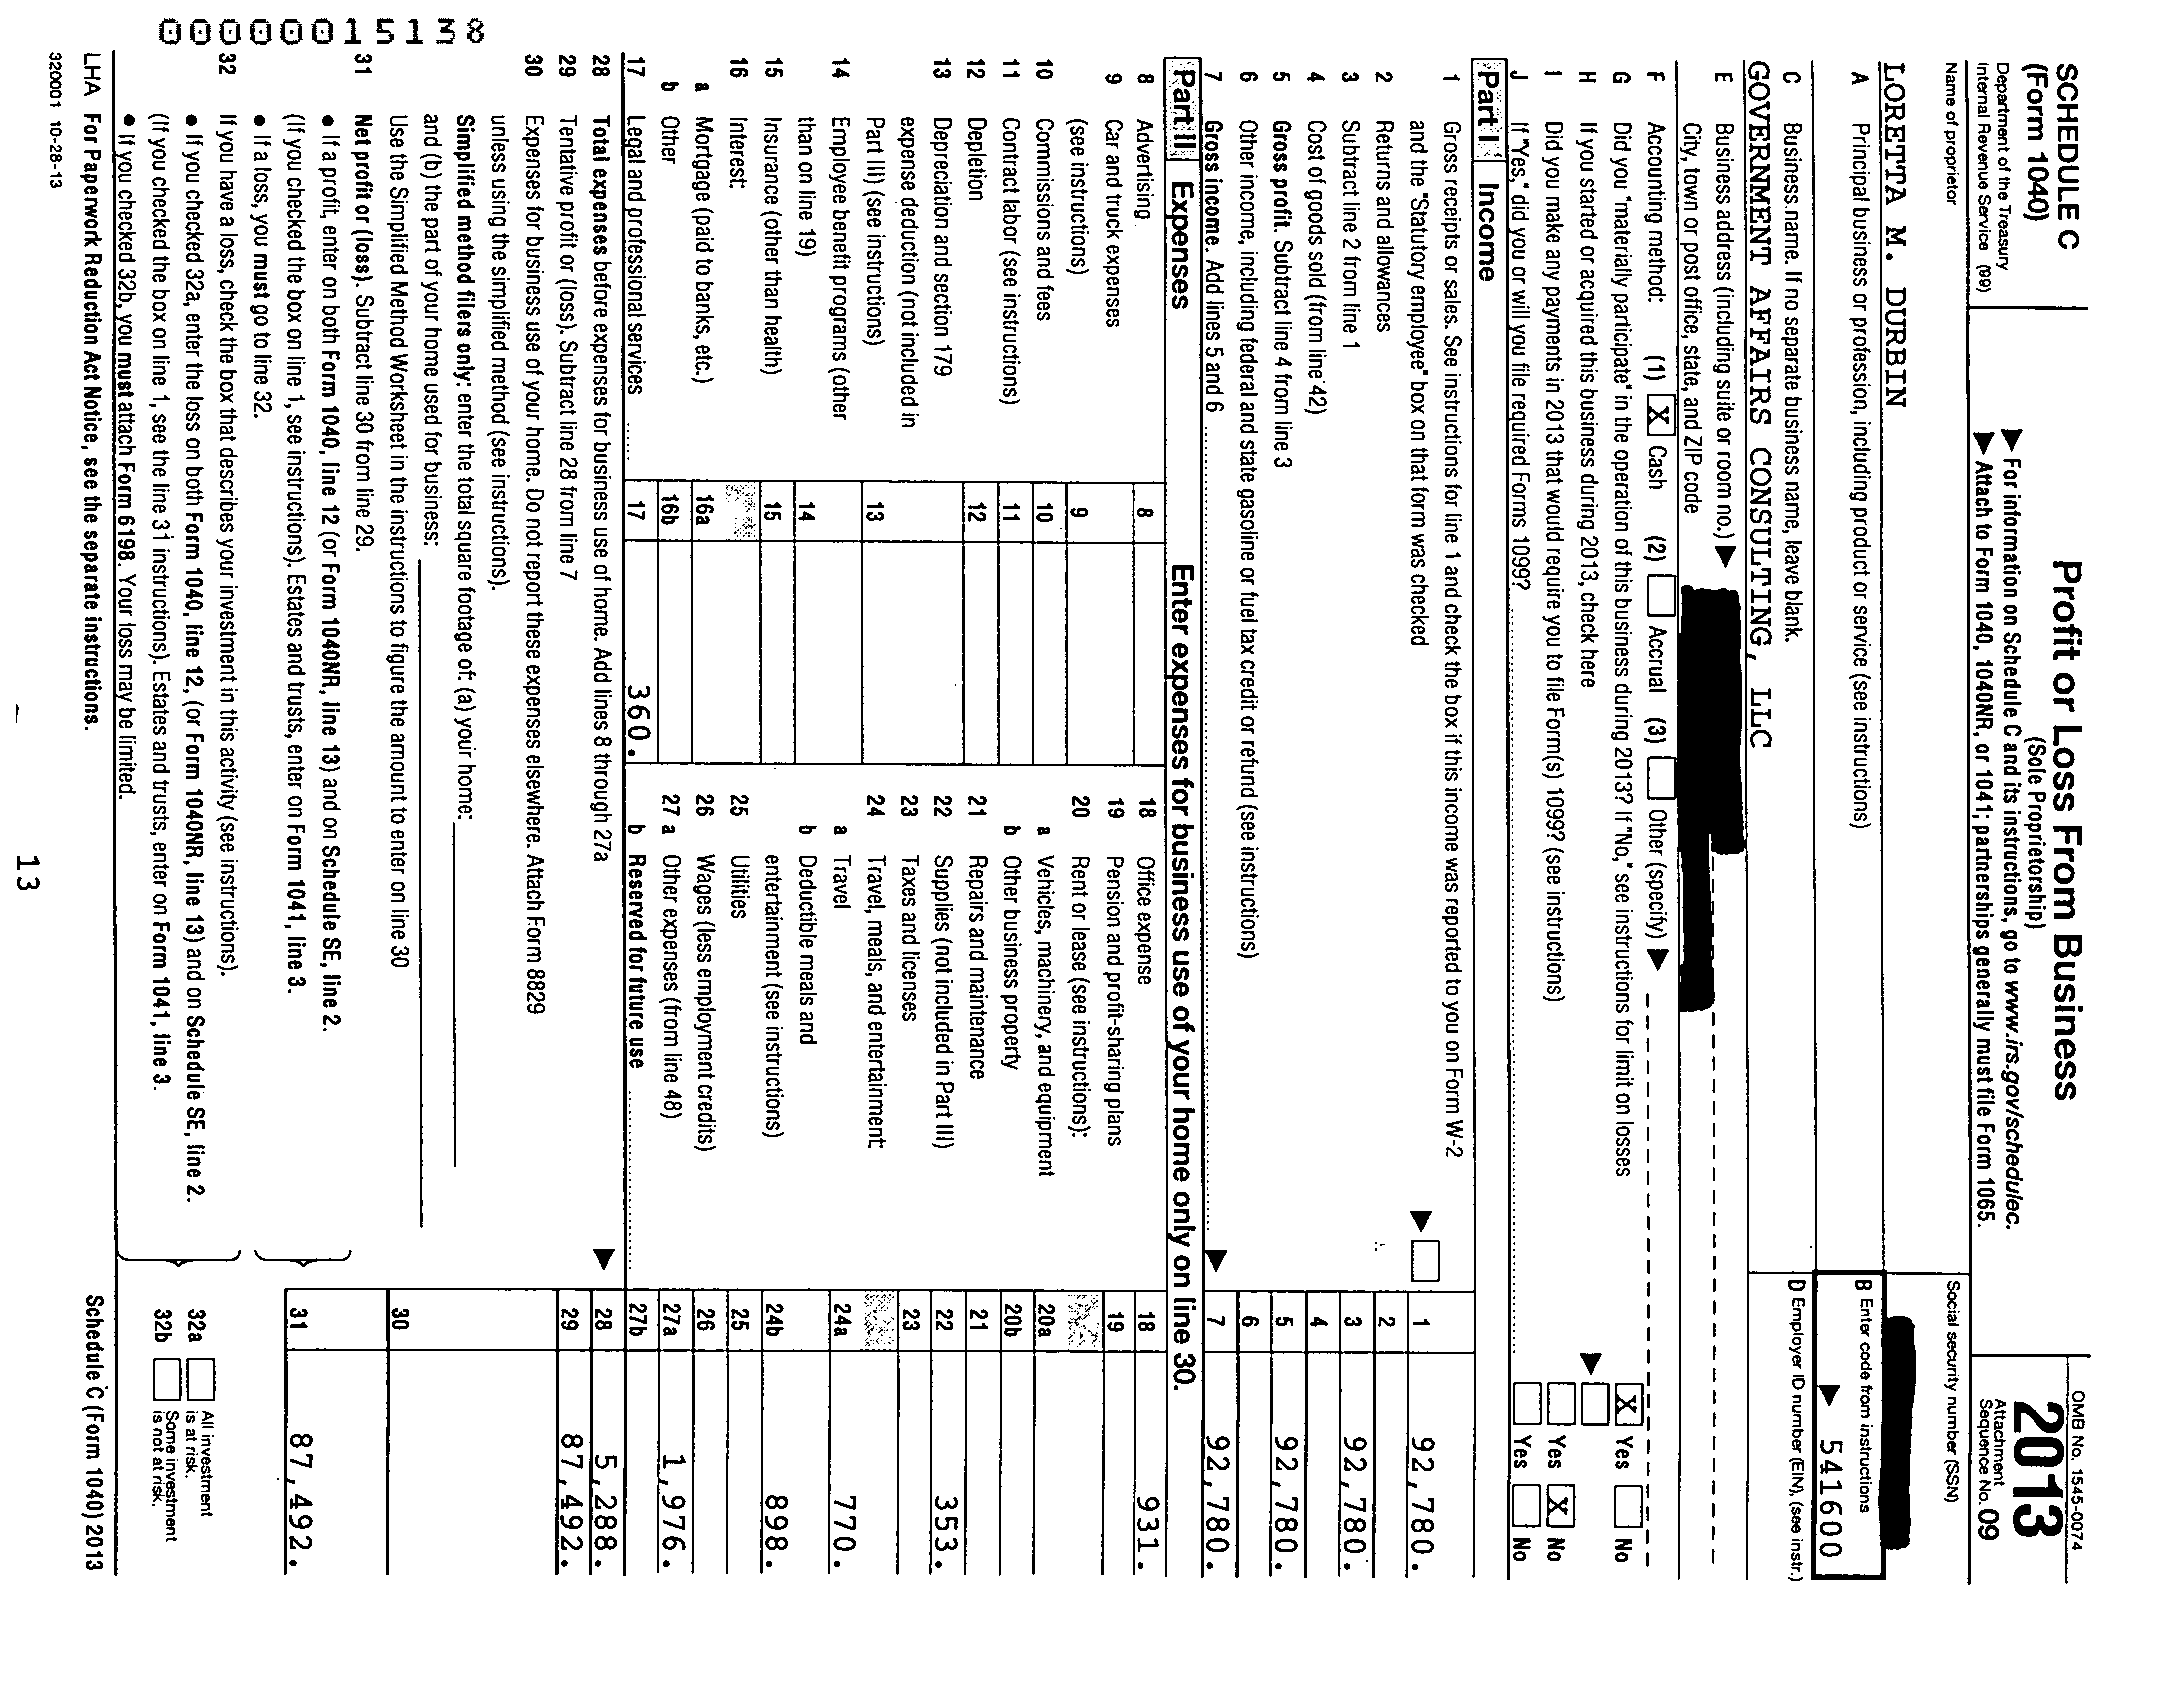 SCHEDULE C
(Form 1040)
Department of the Treasury
Internal Revenue Service (99)
Profit or Loss From Business
(Sole Proprietorship)
▶ For information on Schedule C and its instructions, go to www.irs.gov/schedulec.
▶ Attach to Form 1040, 1040NR, or 1041; partnerships generally must file Form 1065.
OMB No. 1545-0074
2013
Attachment
Sequence No. 09
Name of proprietor
Social security number (SSN)
LORETTA M. DURBIN
A Principal business or profession, including product or service (see instructions)
B Enter code from instructions
▶ 541600
C Business name. If no separate business name, leave blank.
D Employer ID number (EIN), (see instr.)
GOVERNMENT AFFAIRS CONSULTING, LLC
E Business address (including suite or room no.) ▶
City, town or post office, state, and ZIP code
F Accounting method: (1) X Cash (2) Accrual (3) Other (specify) ▶
G Did you "materially participate" in the operation of this business during 2013? If "No," see instructions for limit on losses X Yes No
H If you started or acquired this business during 2013, check here ▶
I Did you make any payments in 2013 that would require you to file Form(s) 1099? (see instructions) Yes X No
J If "Yes," did you or will you file required Forms 1099? Yes No
Part I Income
1 Gross receipts or sales. See instructions for line 1 and check the box if this income was reported to you on Form W-2
and the "Statutory employee" box on that form was checked ▶ 1 92,780.
2 Returns and allowances 2
3 Subtract line 2 from line 1 3 92,780.
4 Cost of goods sold (from line 42) 4
5 Gross profit. Subtract line 4 from line 3 5 92,780.
6 Other income, including federal and state gasoline or fuel tax credit or refund (see instructions) 6
7 Gross income. Add lines 5 and 6 ▶ 7 92,780.
Part II Expenses Enter expenses for business use of your home only on line 30.
8 Advertising 8
9 Car and truck expenses
(see instructions) 9
10 Commissions and fees 10
11 Contract labor (see instructions) 11
12 Depletion 12
13 Depreciation and section 179
expense deduction (not included in
Part III) (see instructions) 13
14 Employee benefit programs (other
than on line 19) 14
15 Insurance (other than health) 15
16 Interest:
a Mortgage (paid to banks, etc.) 16a
b Other 16b
17 Legal and professional services 17 360.
18 Office expense 18 931.
19 Pension and profit-sharing plans 19
20 Rent or lease (see instructions):
a Vehicles, machinery, and equipment 20a
b Other business property 20b
21 Repairs and maintenance 21
22 Supplies (not included in Part III) 22 353.
23 Taxes and licenses 23
24 Travel, meals, and entertainment:
a Travel 24a 770.
b Deductible meals and
entertainment (see instructions) 24b 898.
25 Utilities 25
26 Wages (less employment credits) 26
27 a Other expenses (from line 48) 27a 1,976.
b Reserved for future use 27b
28 Total expenses before expenses for business use of home. Add lines 8 through 27a ▶ 28 5,288.
29 Tentative profit or (loss). Subtract line 28 from line 7 29 87,492.
30 Expenses for business use of your home. Do not report these expenses elsewhere. Attach Form 8829
unless using the simplified method (see instructions).
Simplified method filers only: enter the total square footage of: (a) your home:
and (b) the part of your home used for business:
Use the Simplified Method Worksheet in the instructions to figure the amount to enter on line 30 30
31 Net profit or (loss). Subtract line 30 from line 29.
● If a profit, enter on both Form 1040, line 12 (or Form 1040NR, line 13) and on Schedule SE, line 2.
(If you checked the box on line 1, see instructions). Estates and trusts, enter on Form 1041, line 3.
● If a loss, you must go to line 32.
31 87,492.
32 If you have a loss, check the box that describes your investment in this activity (see instructions).
● If you checked 32a, enter the loss on both Form 1040, line 12, (or Form 1040NR, line 13) and on Schedule SE, line 2.
(If you checked the box on line 1, see the line 31 instructions). Estates and trusts, enter on Form 1041, line 3.
● If you checked 32b, you must attach Form 6198. Your loss may be limited.
32a All investment
is at risk.
32b Some investment
is not at risk.
LHA For Paperwork Reduction Act Notice, see the separate instructions.
Schedule C (Form 1040) 2013
320001 10-28-13
13
00000015138